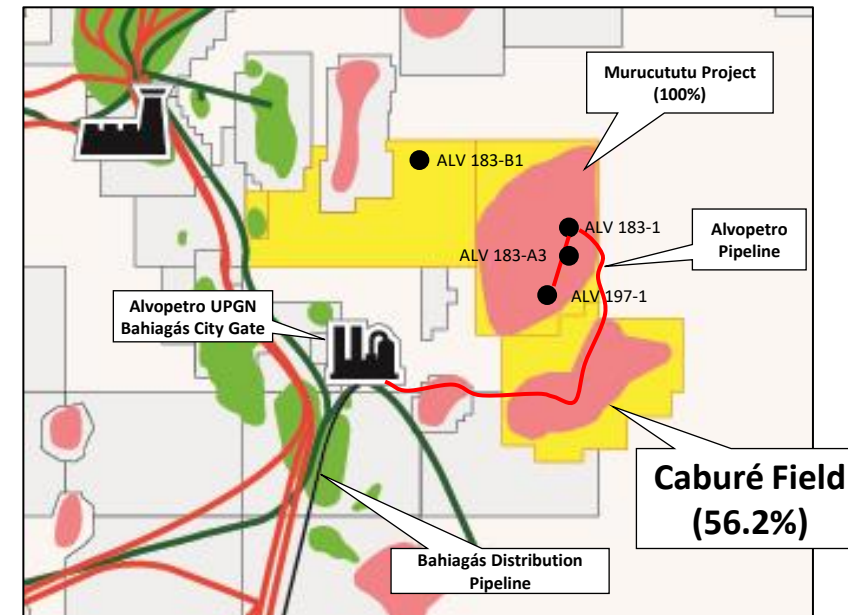 Murucututu Project
(100%)
ALV 183-B1
ALV 183-1
Alvopetro
Pipeline
ALV 183-A3
ALV 197-1
Alvopetro UPGN
Bahiagás City Gate
Caburé Field
(56.2%)
Bahiagás Distribution
Pipeline